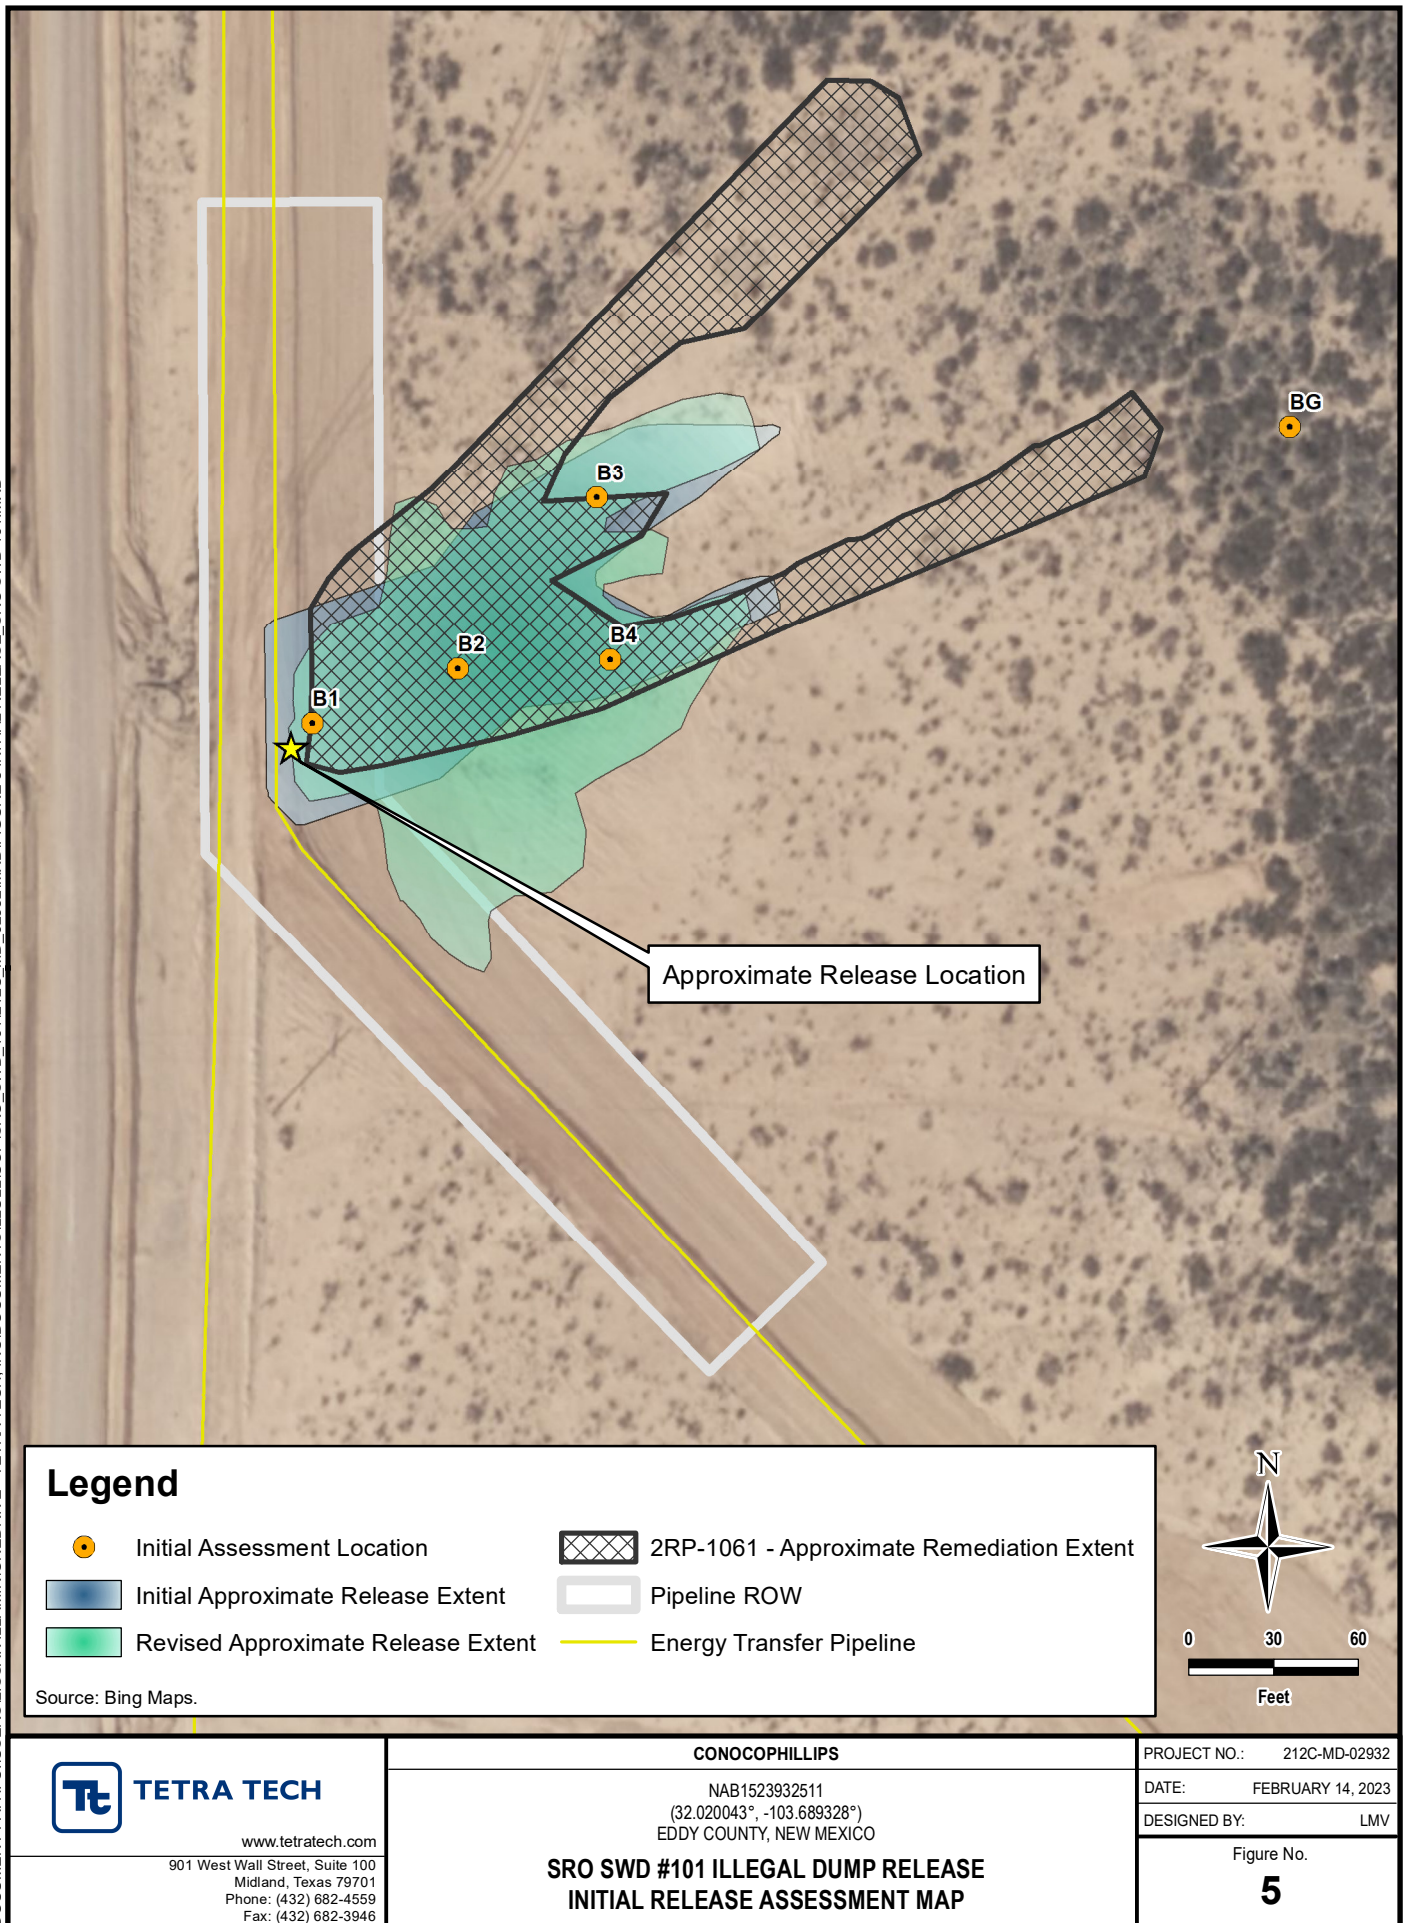 BG
B3
B2
B4
B1
Approximate Release Location
Legend
Initial Assessment Location
Initial Approximate Release Extent
Revised Approximate Release Extent
2RP-1061 - Approximate Remediation Extent
Pipeline ROW
Energy Transfer Pipeline
Source: Bing Maps.
N
0 30 60
Feet
Tt TETRA TECH
www.tetratech.com
901 West Wall Street, Suite 100
Midland, Texas 79701
Phone: (432) 682-4559
Fax: (432) 682-3946
CONOCOPHILLIPS
NAB1523932511
(32.020043°, -103.689328°)
EDDY COUNTY, NEW MEXICO
SRO SWD #101 ILLEGAL DUMP RELEASE
INITIAL RELEASE ASSESSMENT MAP
PROJECT NO.: 212C-MD-02932
DATE: FEBRUARY 14, 2023
DESIGNED BY: LMV
Figure No.
5